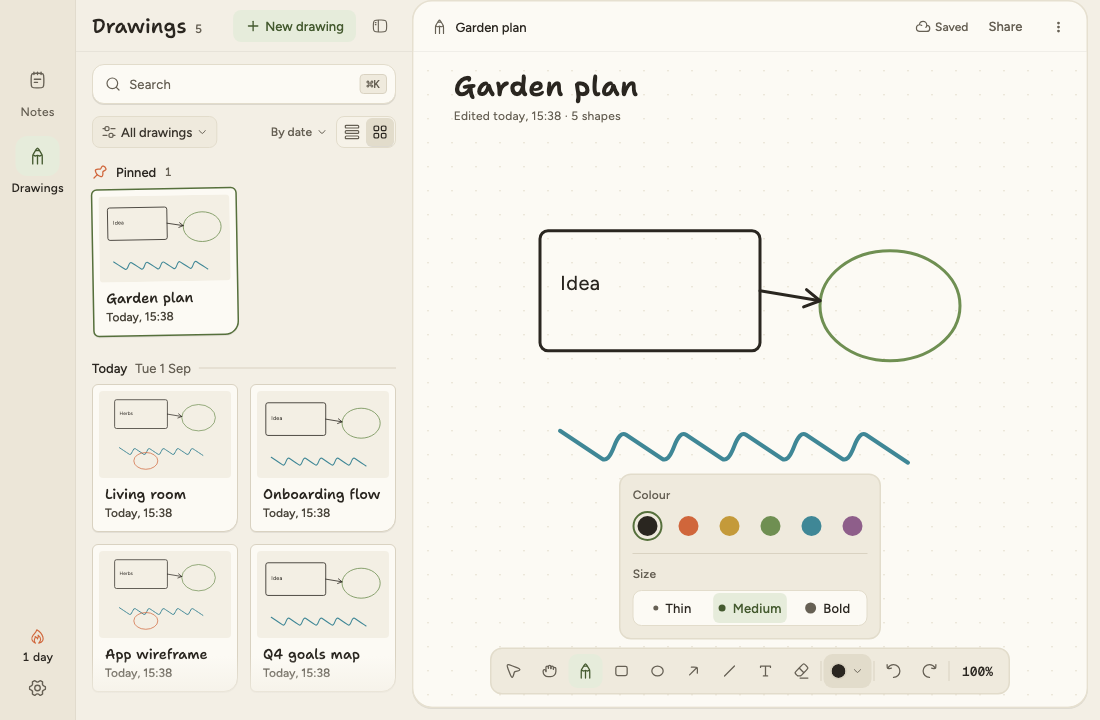 Notes
Drawings
1 day
Drawings 5
New drawing
Search
⌘K
All drawings
By date
Pinned 1
Idea
Garden plan
Today, 15:38
Today Tue 1 Sep
Herbs
Living room
Today, 15:38
Idea
Onboarding flow
Today, 15:38
Herbs
App wireframe
Today, 15:38
Idea
Q4 goals map
Today, 15:38
Garden plan
Saved
Share
Garden plan
Edited today, 15:38 · 5 shapes
Idea
Colour
Size
Thin
Medium
Bold
T
100%